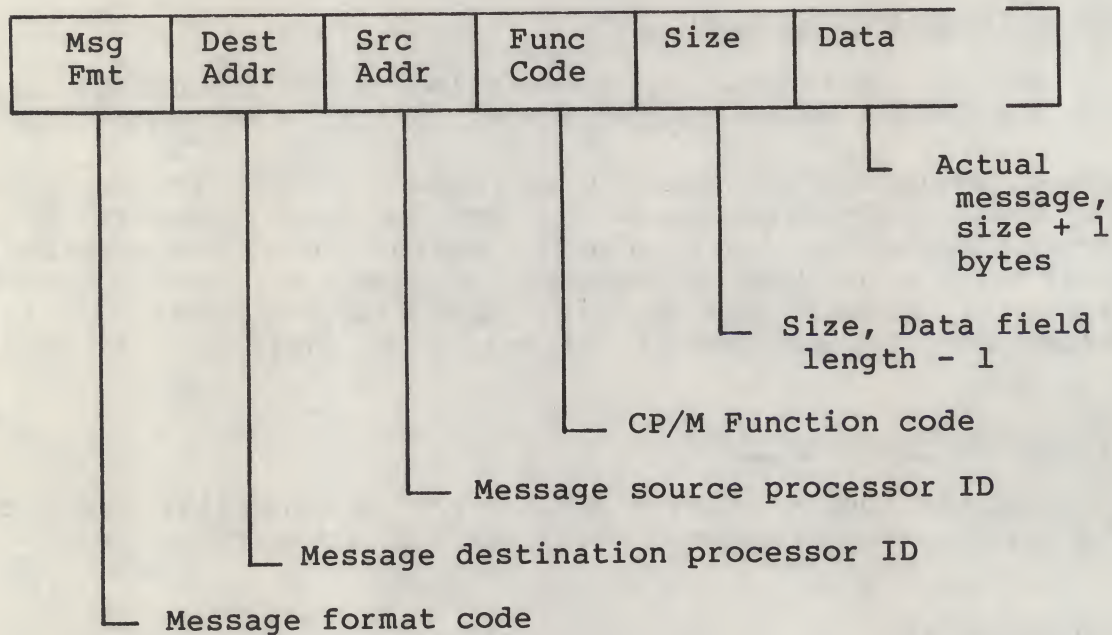 Msg Dest Src Func Size Data
Fmt Addr Addr Code
Actual
message,
size + 1
bytes
Size, Data field
length - 1
CP/M Function code
Message source processor ID
Message destination processor ID
Message format code